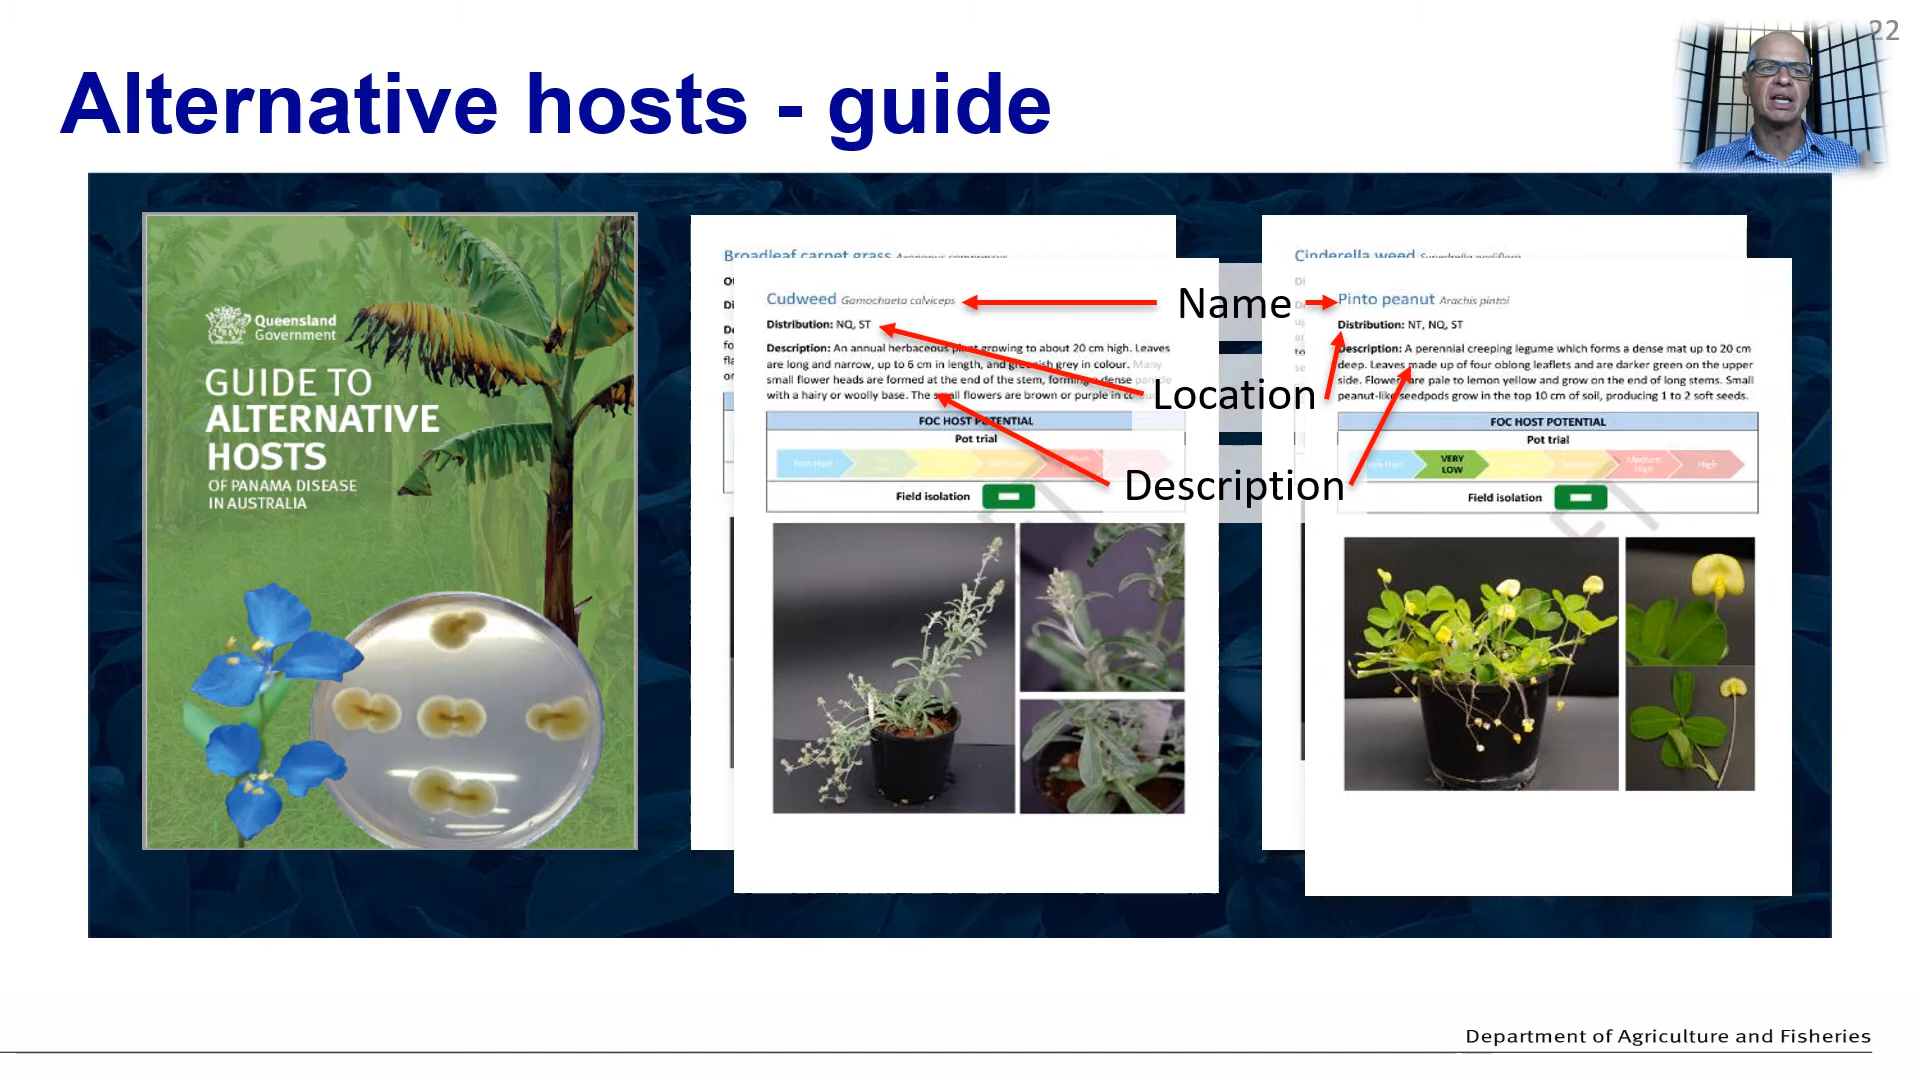 22
Alternative hosts - guide
Queensland
Government
GUIDE TO
ALTERNATIVE
HOSTS
OF PANAMA DISEASE
IN AUSTRALIA
Broadleaf carpet grass Axonopus compressus
Cudweed Gamochaeta calviceps
Distribution: NQ, ST
Description: An annual herbaceous plant growing to about 20 cm high. Leaves
are long and narrow, up to 6 cm in length, and greenish grey in colour. Many
small flower heads are formed at the end of the stem, forming a dense
with a hairy or woolly base. The small flowers are brown or purple in
FOC HOST POTENTIAL
Pot trial
Non Host
Medium
Field isolation
Name
Location
Description
Cinderella weed Synedrella nodiflora
Pinto peanut Arachis pintoi
Distribution: NT, NQ, ST
Description: A perennial creeping legume which forms a dense mat up to 20 cm
deep. Leaves made up of four oblong leaflets and are darker green on the upper
side. Flowers are pale to lemon yellow and grow on the end of long stems. Small
peanut-like seedpods grow in the top 10 cm of soil, producing 1 to 2 soft seeds.
FOC HOST POTENTIAL
Pot trial
VERY
LOW
Medium
High
High
Field isolation
Department of Agriculture and Fisheries